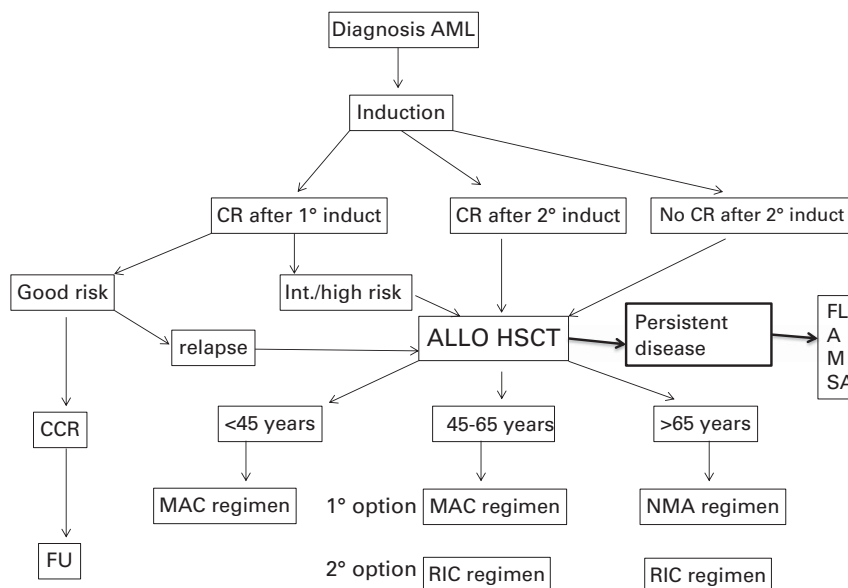 Diagnosis AML
Induction
CR after 1° induct
CR after 2° induct
No CR after 2° induct
Good risk
Int./high risk
relapse
ALLO HSCT
Persistent
disease
FL
A
M
SA
CCR
FU
<45 years
45-65 years
>65 years
MAC regimen
1° option
MAC regimen
NMA regimen
2° option
RIC regimen
RIC regimen